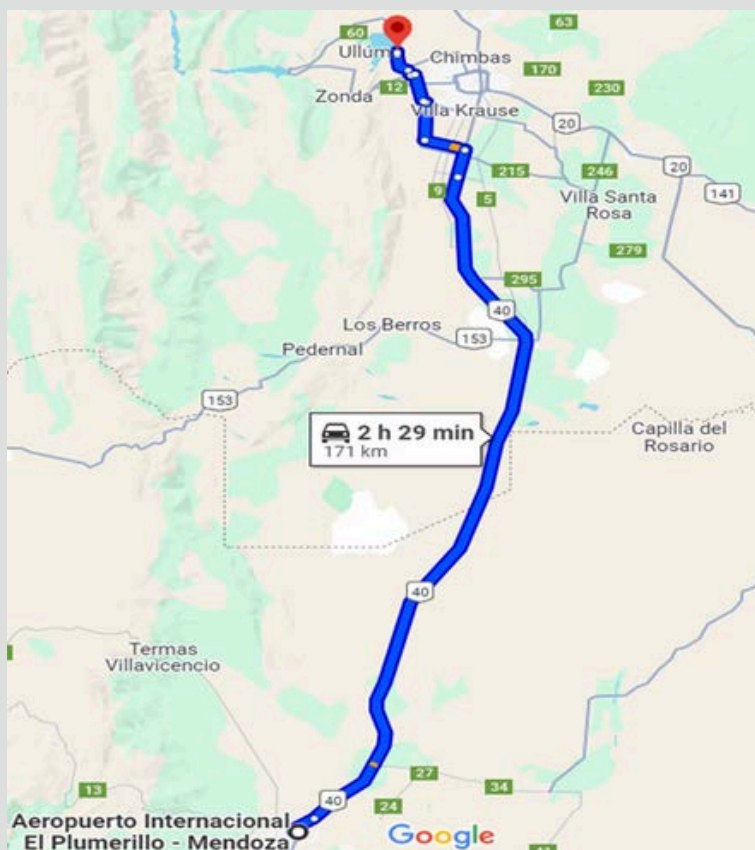 63
60
Ullúm
Chimbas
170
12
230
Zonda
Villa Krause
20
20
215
246
141
9
5
Villa Santa
Rosa
279
295
40
Los Berros
153
Pedernal
153
2 h 29 min
171 km
Capilla del
Rosario
40
Termas
Villavicencio
27
13
34
40
24
Aeropuerto Internacional
El Plumerillo - Mendoza
Google